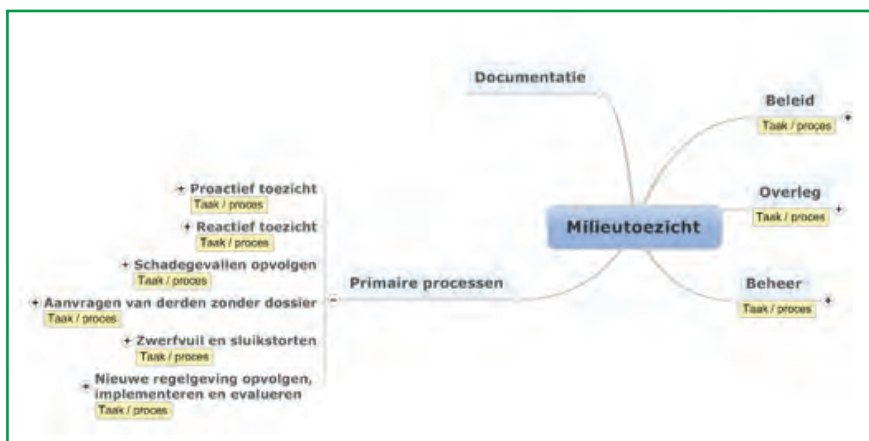 Documentatie
Beleid
Taak / proces
Overleg
Taak / proces
Milieutoezicht
Beheer
Taak / proces
Primaire processen
Proactief toezicht
Taak / proces
Reactief toezicht
Taak / proces
Schadegevallen opvolgen
Taak / proces
Aanvragen van derden zonder dossier
Taak / proces
Zwerfvuil en sluikstorten
Taak / proces
Nieuwe regelgeving opvolgen,
implementeren en evalueren
Taak / proces